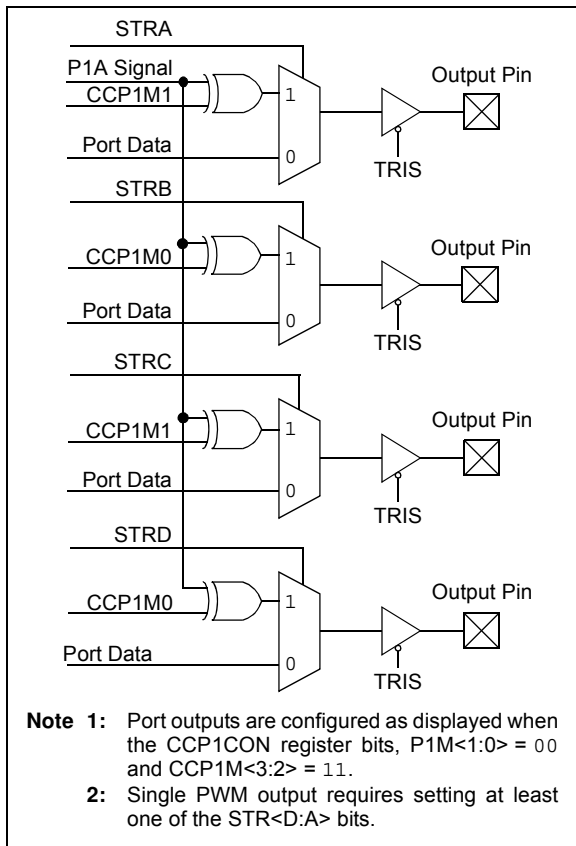 STRA
P1A Signal
Output Pin
CCP1M1
1
Port Data
0
TRIS
STRB
Output Pin
CCP1M0
1
Port Data
0
TRIS
STRC
Output Pin
CCP1M1
1
Port Data
0
TRIS
STRD
Output Pin
CCP1M0
1
Port Data
0
TRIS
Note 1: Port outputs are configured as displayed when
the CCP1CON register bits, P1M<1:0> = 00
and CCP1M<3:2> = 11.
2: Single PWM output requires setting at least
one of the STR<D:A> bits.